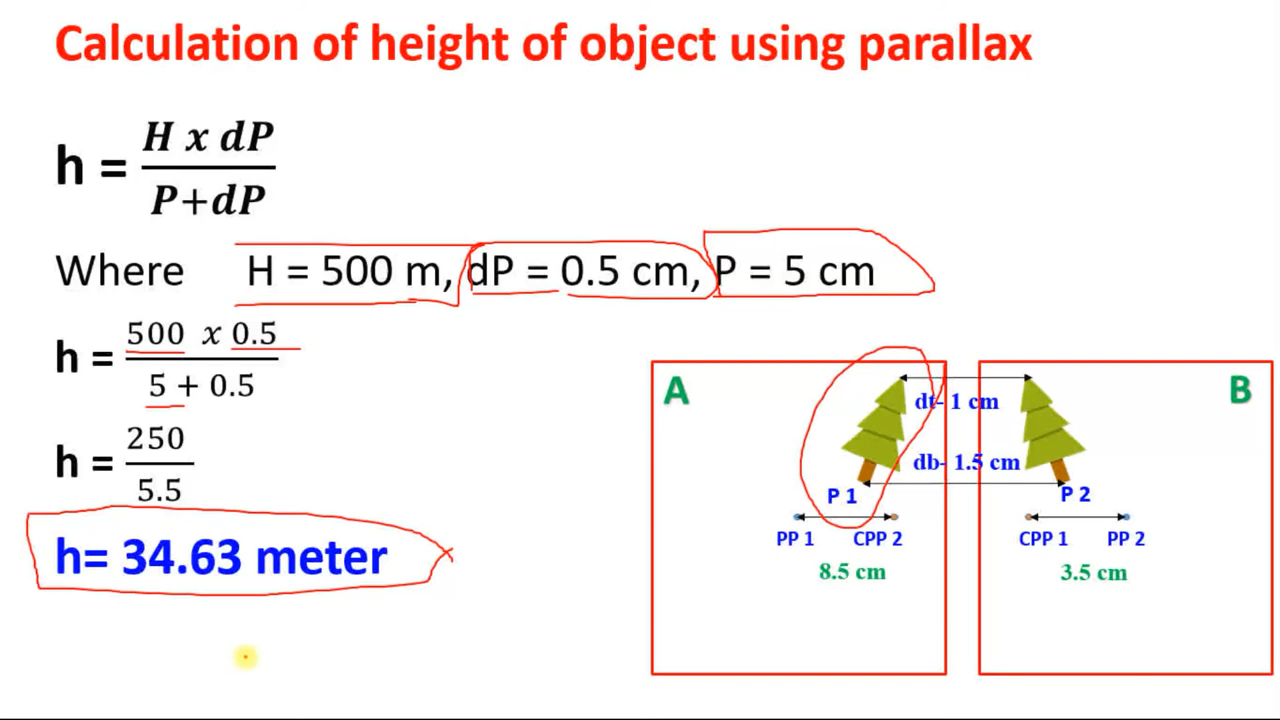 Calculation of height of object using parallax
h = H x dP / P+dP
Where H = 500 m, dP = 0.5 cm, P = 5 cm
h = 500 x 0.5 / 5 + 0.5
h = 250 / 5.5
h= 34.63 meter
A
B
dt- 1 cm
db- 1.5 cm
P 1
P 2
PP 1 CPP 2
CPP 1 PP 2
8.5 cm
3.5 cm